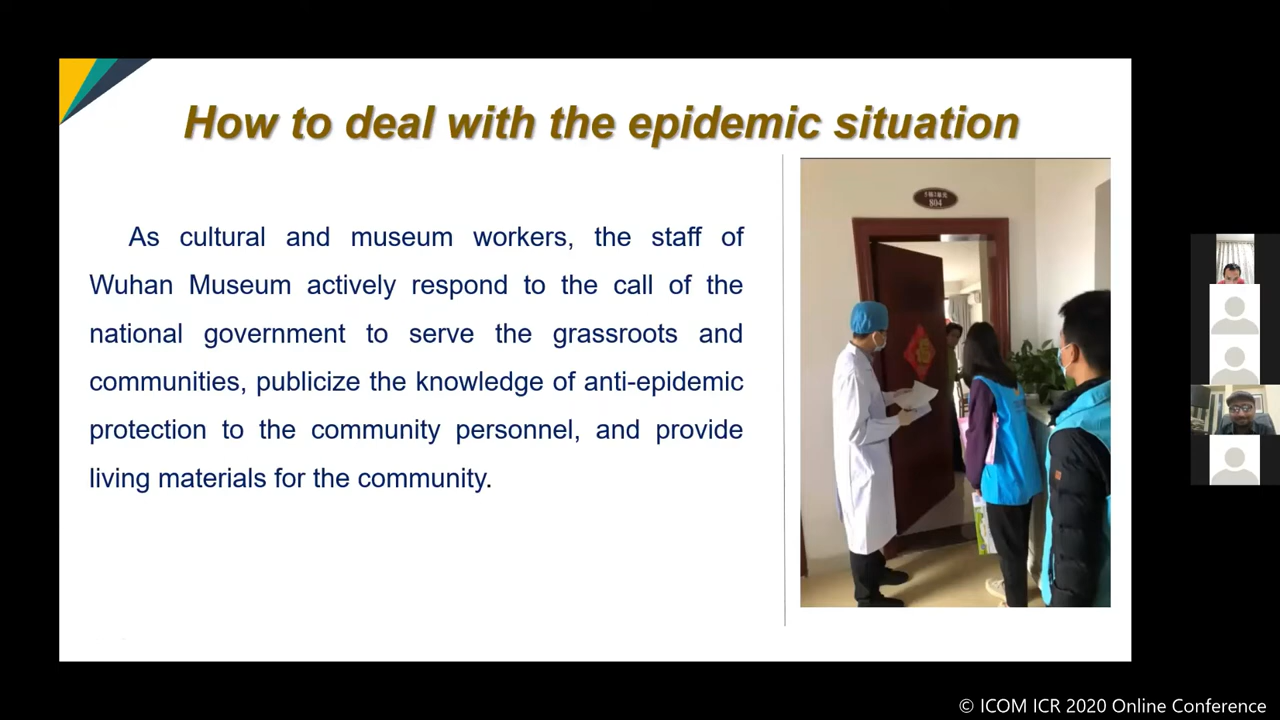 How to deal with the epidemic situation
As cultural and museum workers, the staff of
Wuhan Museum actively respond to the call of the
national government to serve the grassroots and
communities, publicize the knowledge of anti-epidemic
protection to the community personnel, and provide
living materials for the community.
804
© ICOM ICR 2020 Online Conference